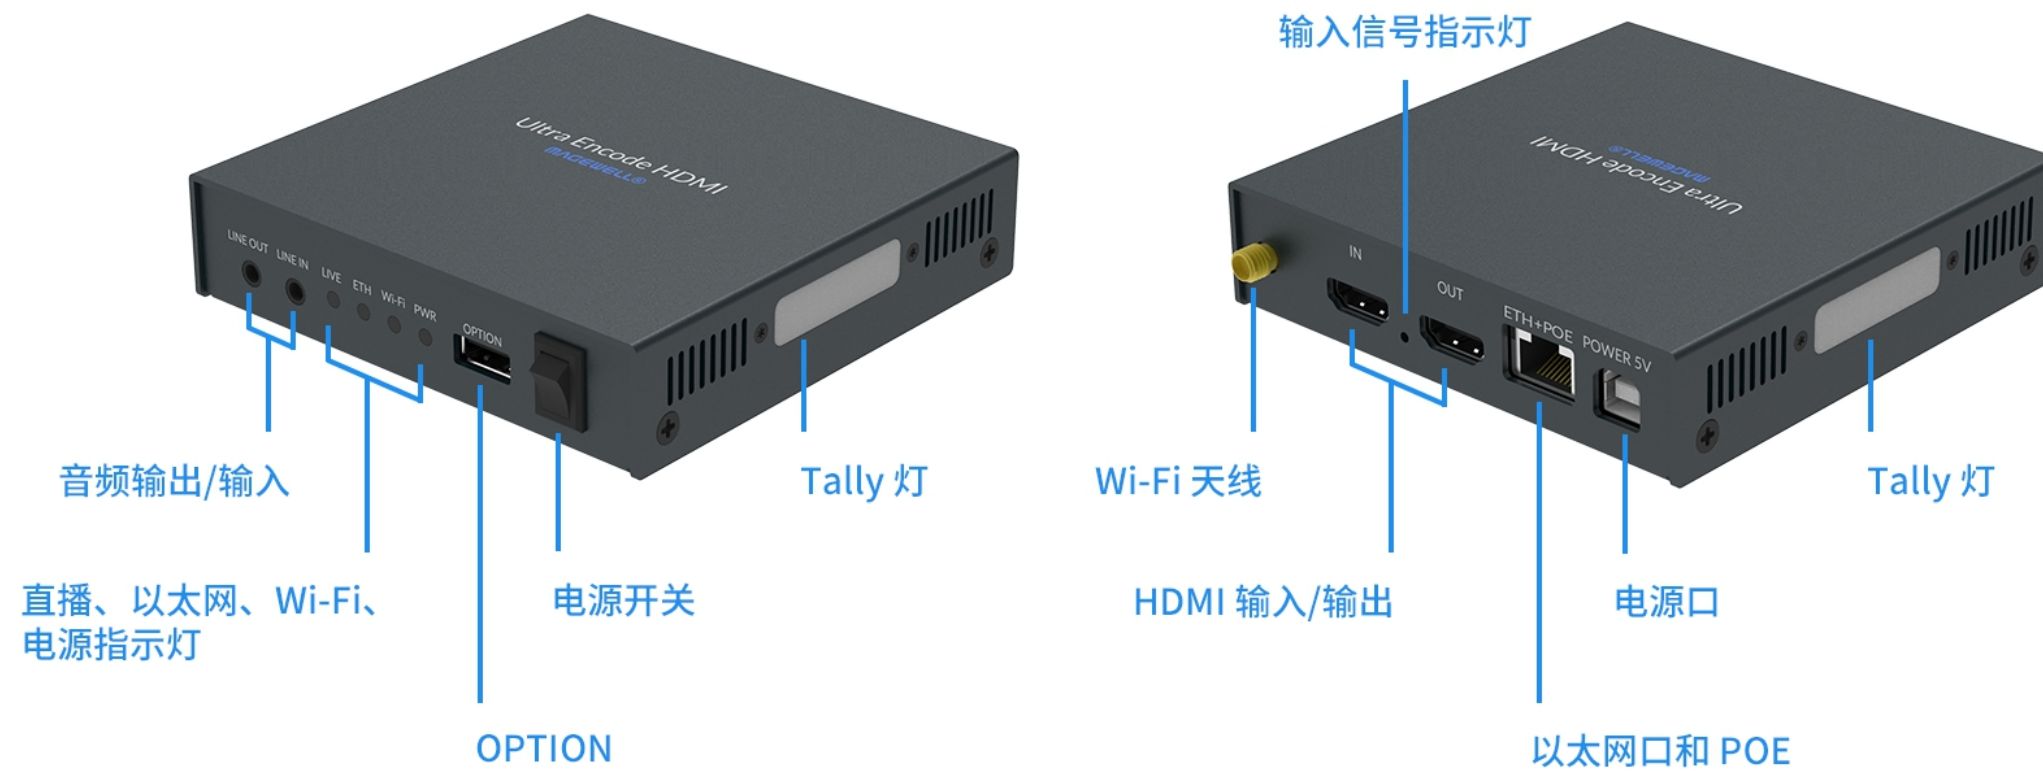 Ultra Encode HDMI
MAGEWELL®
LINE OUT
LINE IN
LIVE
ETH
Wi-Fi
PWR
OPTION
音频输出/输入
直播、以太网、Wi-Fi、
电源指示灯
OPTION
电源开关
Tally 灯
输入信号指示灯
Ultra Encode HDMI
MAGEWELL®
IN
OUT
ETH+POE
POWER 5V
Wi-Fi 天线
HDMI 输入/输出
以太网口和 POE
电源口
Tally 灯